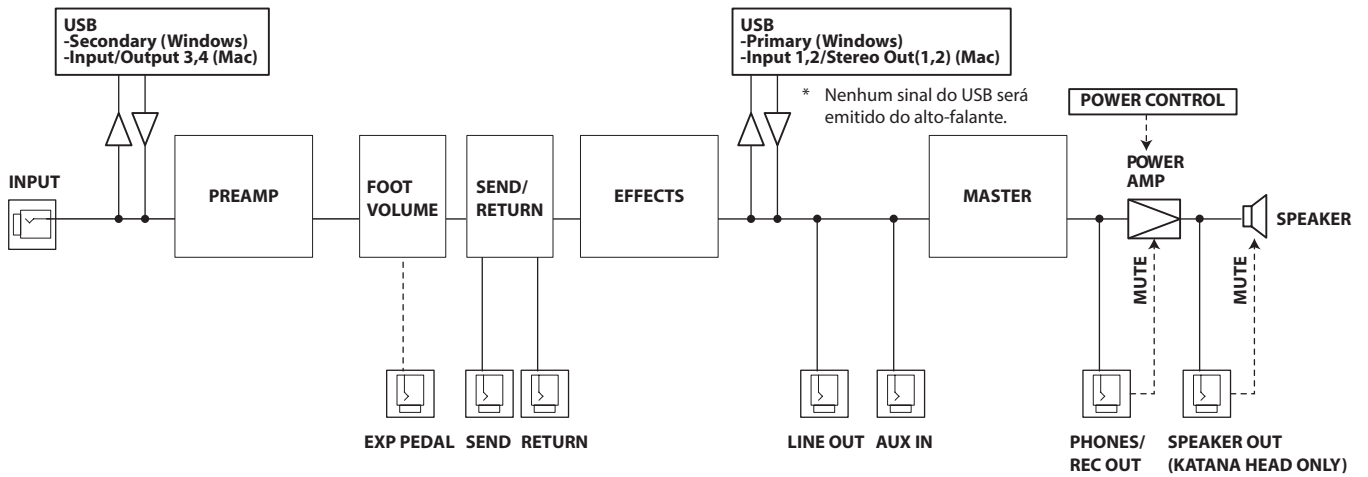 USB
-Secondary (Windows)
-Input/Output 3,4 (Mac)
USB
-Primary (Windows)
-Input 1,2/Stereo Out(1,2) (Mac)
* Nenhum sinal do USB será
emitido do alto-falante.
POWER CONTROL
INPUT
PREAMP
FOOT
VOLUME
SEND/
RETURN
EFFECTS
MASTER
POWER
AMP
SPEAKER
MUTE
MUTE
EXP PEDAL
SEND
RETURN
LINE OUT
AUX IN
PHONES/
REC OUT
SPEAKER OUT
(KATANA HEAD ONLY)